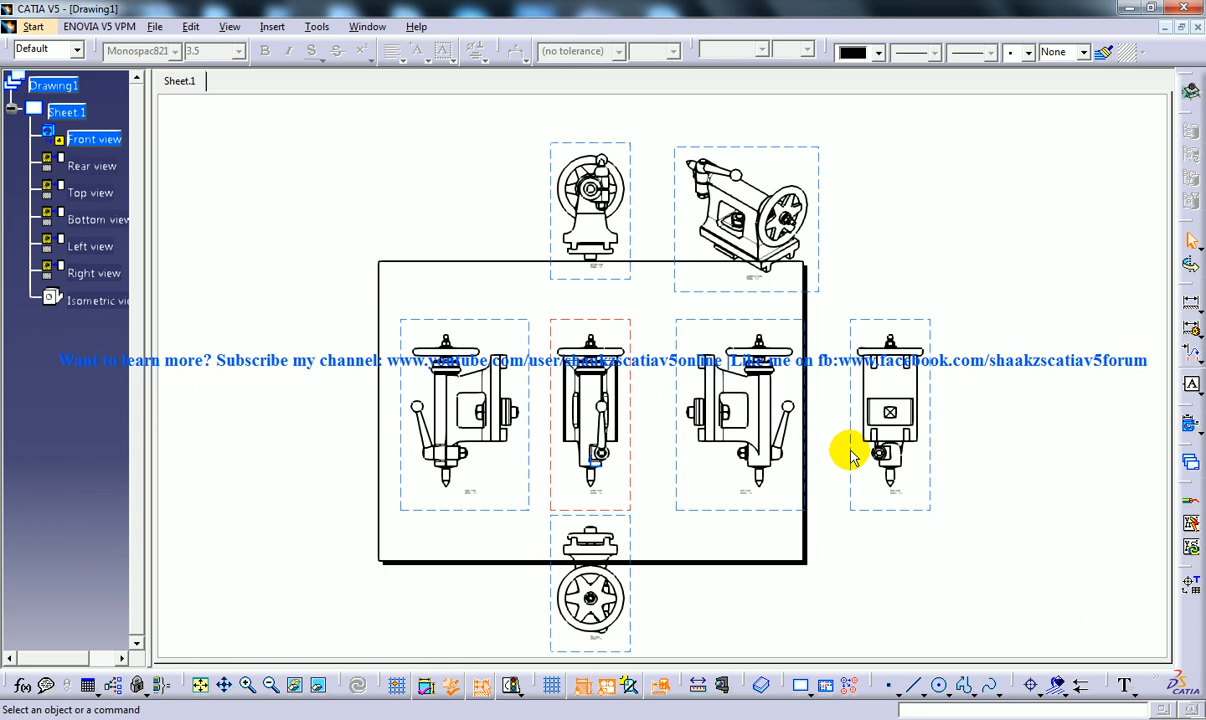 CATIA V5 - [Drawing1]
Start ENOVIA V5 VPM File Edit View Insert Tools Window Help
Default Monospac821 3.5 (no tolerance) None
Sheet.1
Drawing1
Sheet.1
Front view
Rear view
Top view
Bottom view
Left view
Right view
Isometric vi
Want to learn more? Subscribe my channel: www.youtube.com/user/shaakzscatiav5online Like me on fb:www.facebook.com/shaakzscatiav5forum
Select an object or a command
CATIA